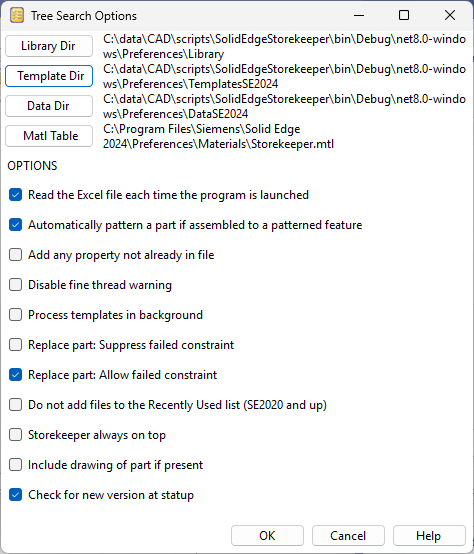 Tree Search Options
Library Dir
C:\data\CAD\scripts\SolidEdgeStorekeeper\bin\Debug\net8.0-windo
ws\Preferences\Library
Template Dir
C:\data\CAD\scripts\SolidEdgeStorekeeper\bin\Debug\net8.0-windo
ws\Preferences\TemplatesSE2024
Data Dir
C:\data\CAD\scripts\SolidEdgeStorekeeper\bin\Debug\net8.0-windo
ws\Preferences\DataSE2024
Matl Table
C:\Program Files\Siemens\Solid Edge
2024\Preferences\Materials\Storekeeper.mtl
OPTIONS
Read the Excel file each time the program is launched
Automatically pattern a part if assembled to a patterned feature
Add any property not already in file
Disable fine thread warning
Process templates in background
Replace part: Suppress failed constraint
Replace part: Allow failed constraint
Do not add files to the Recently Used list (SE2020 and up)
Storekeeper always on top
Include drawing of part if present
Check for new version at statup
OK
Cancel
Help